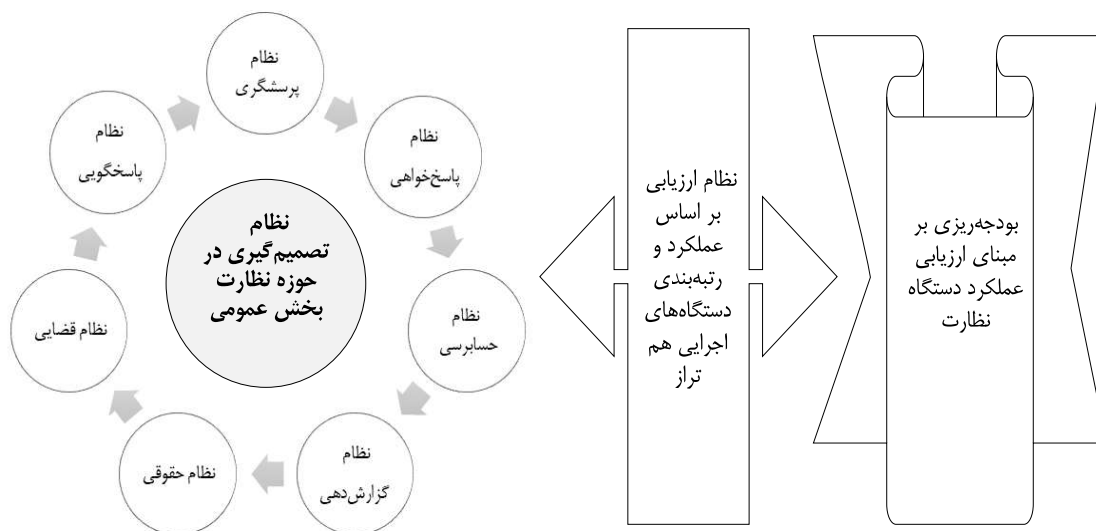 نظام
پرسشگری
نظام
پاسخ‌خواهی
نظام
حسابرسی
نظام
گزارش‌دهی
نظام حقوقی
نظام قضایی
نظام
پاسخگویی
نظام
تصمیم‌گیری در
حوزه نظارت
بخش عمومی
نظام ارزیابی
بر اساس
عملکرد و
رتبه‌بندی
دستگاه‌های
اجرایی هم
تراز
بودجه‌ریزی بر
مبنای ارزیابی
عملکرد دستگاه
نظارت